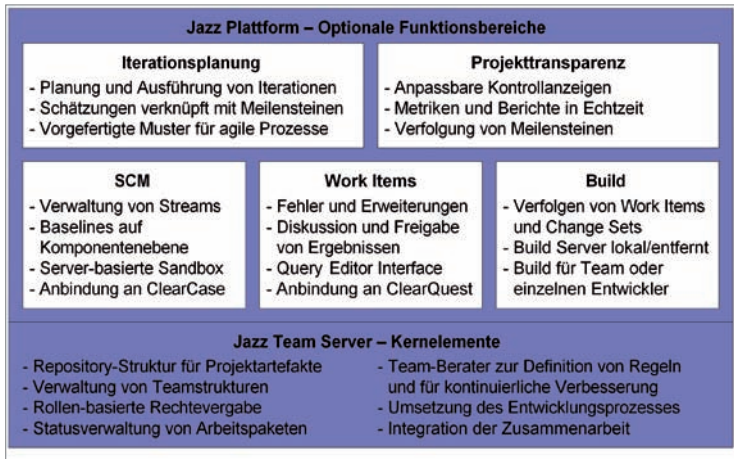 Jazz Plattform – Optionale Funktionsbereiche
Iterationsplanung
- Planung und Ausführung von Iterationen
- Schätzungen verknüpft mit Meilensteinen
- Vorgefertigte Muster für agile Prozesse
Projekttransparenz
- Anpassbare Kontrollanzeigen
- Metriken und Berichte in Echtzeit
- Verfolgung von Meilensteinen
SCM
- Verwaltung von Streams
- Baselines auf
Komponentenebene
- Server-basierte Sandbox
- Anbindung an ClearCase
Work Items
- Fehler und Erweiterungen
- Diskussion und Freigabe
von Ergebnissen
- Query Editor Interface
- Anbindung an ClearQuest
Build
- Verfolgen von Work Items
und Change Sets
- Build Server lokal/entfernt
- Build für Team oder
einzelnen Entwickler
Jazz Team Server – Kernelemente
- Repository-Struktur für Projektartefakte
- Verwaltung von Teamstrukturen
- Rollen-basierte Rechtevergabe
- Statusverwaltung von Arbeitspaketen
- Team-Berater zur Definition von Regeln
und für kontinuierliche Verbesserung
- Umsetzung des Entwicklungsprozesses
- Integration der Zusammenarbeit